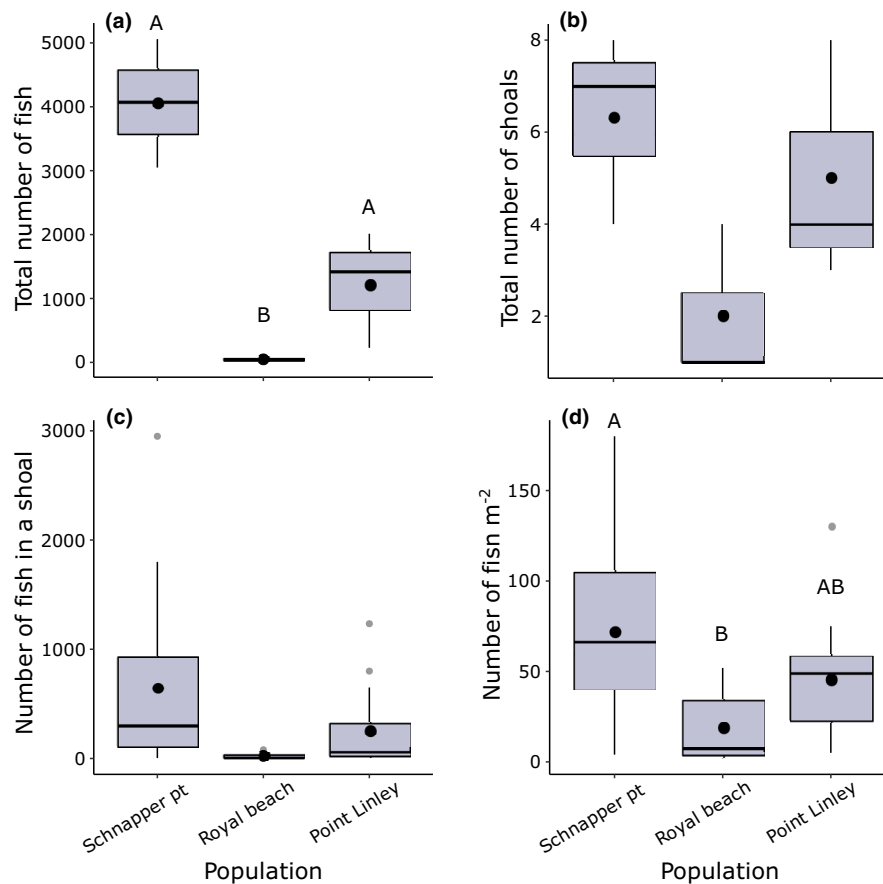 (a)
A
5000
4000
3000
2000
1000
0
Total number of fish
B
A
(b)
8
6
4
2
Total number of shoals
(c)
3000
2000
1000
0
Number of fish in a shoal
Schnapper pt
Royal beach
Point Linley
Population
(d)
A
150
100
50
0
Number of fisn m-2
B
AB
Schnapper pt
Royal beach
Point Linley
Population